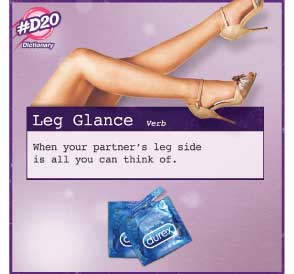 #D20
Dictionary
Leg Glance Verb
When your partner's leg side
is all you can think of.
durex